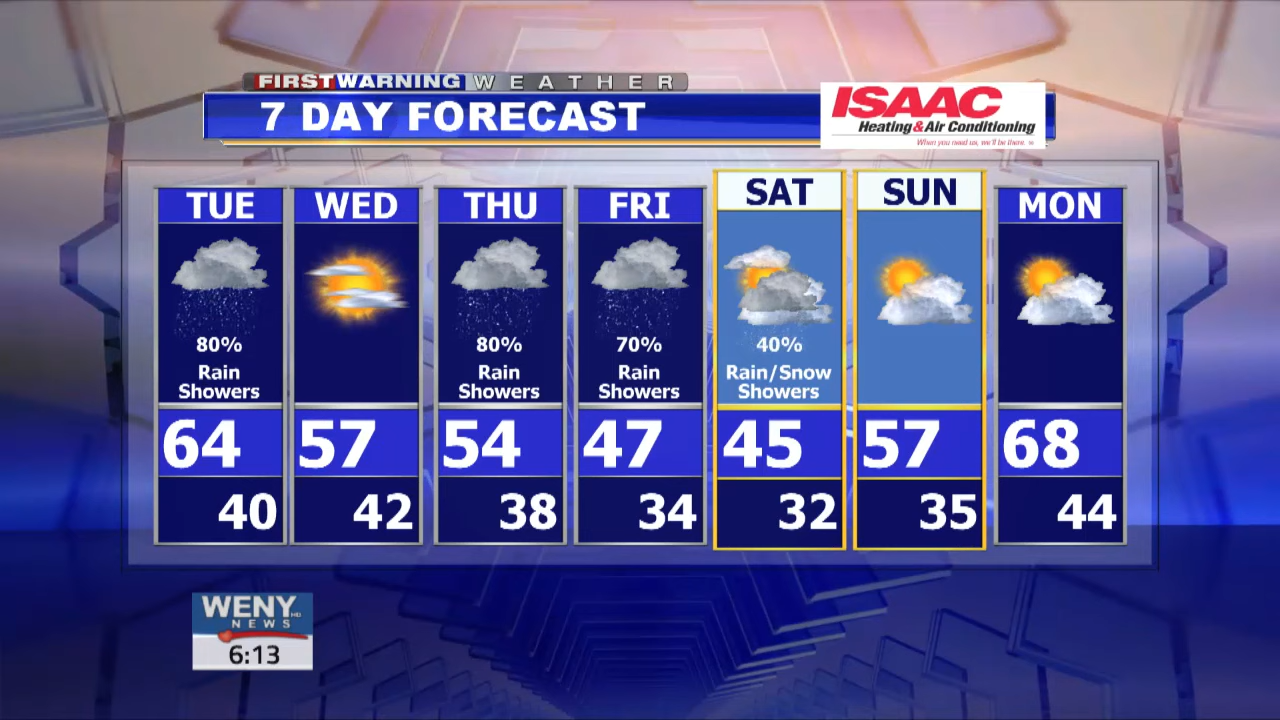 FIRSTWARNING WEATHER
7 DAY FORECAST
ISAAC
Heating & Air Conditioning
When you need us, we'll be there.
TUE WED THU FRI SAT SUN MON
80% 80% 70% 40%
Rain Rain Rain Rain/Snow
Showers Showers Showers Showers
64 57 54 47 45 57 68
40 42 38 34 32 35 44
WENY HD
NEWS
6:13